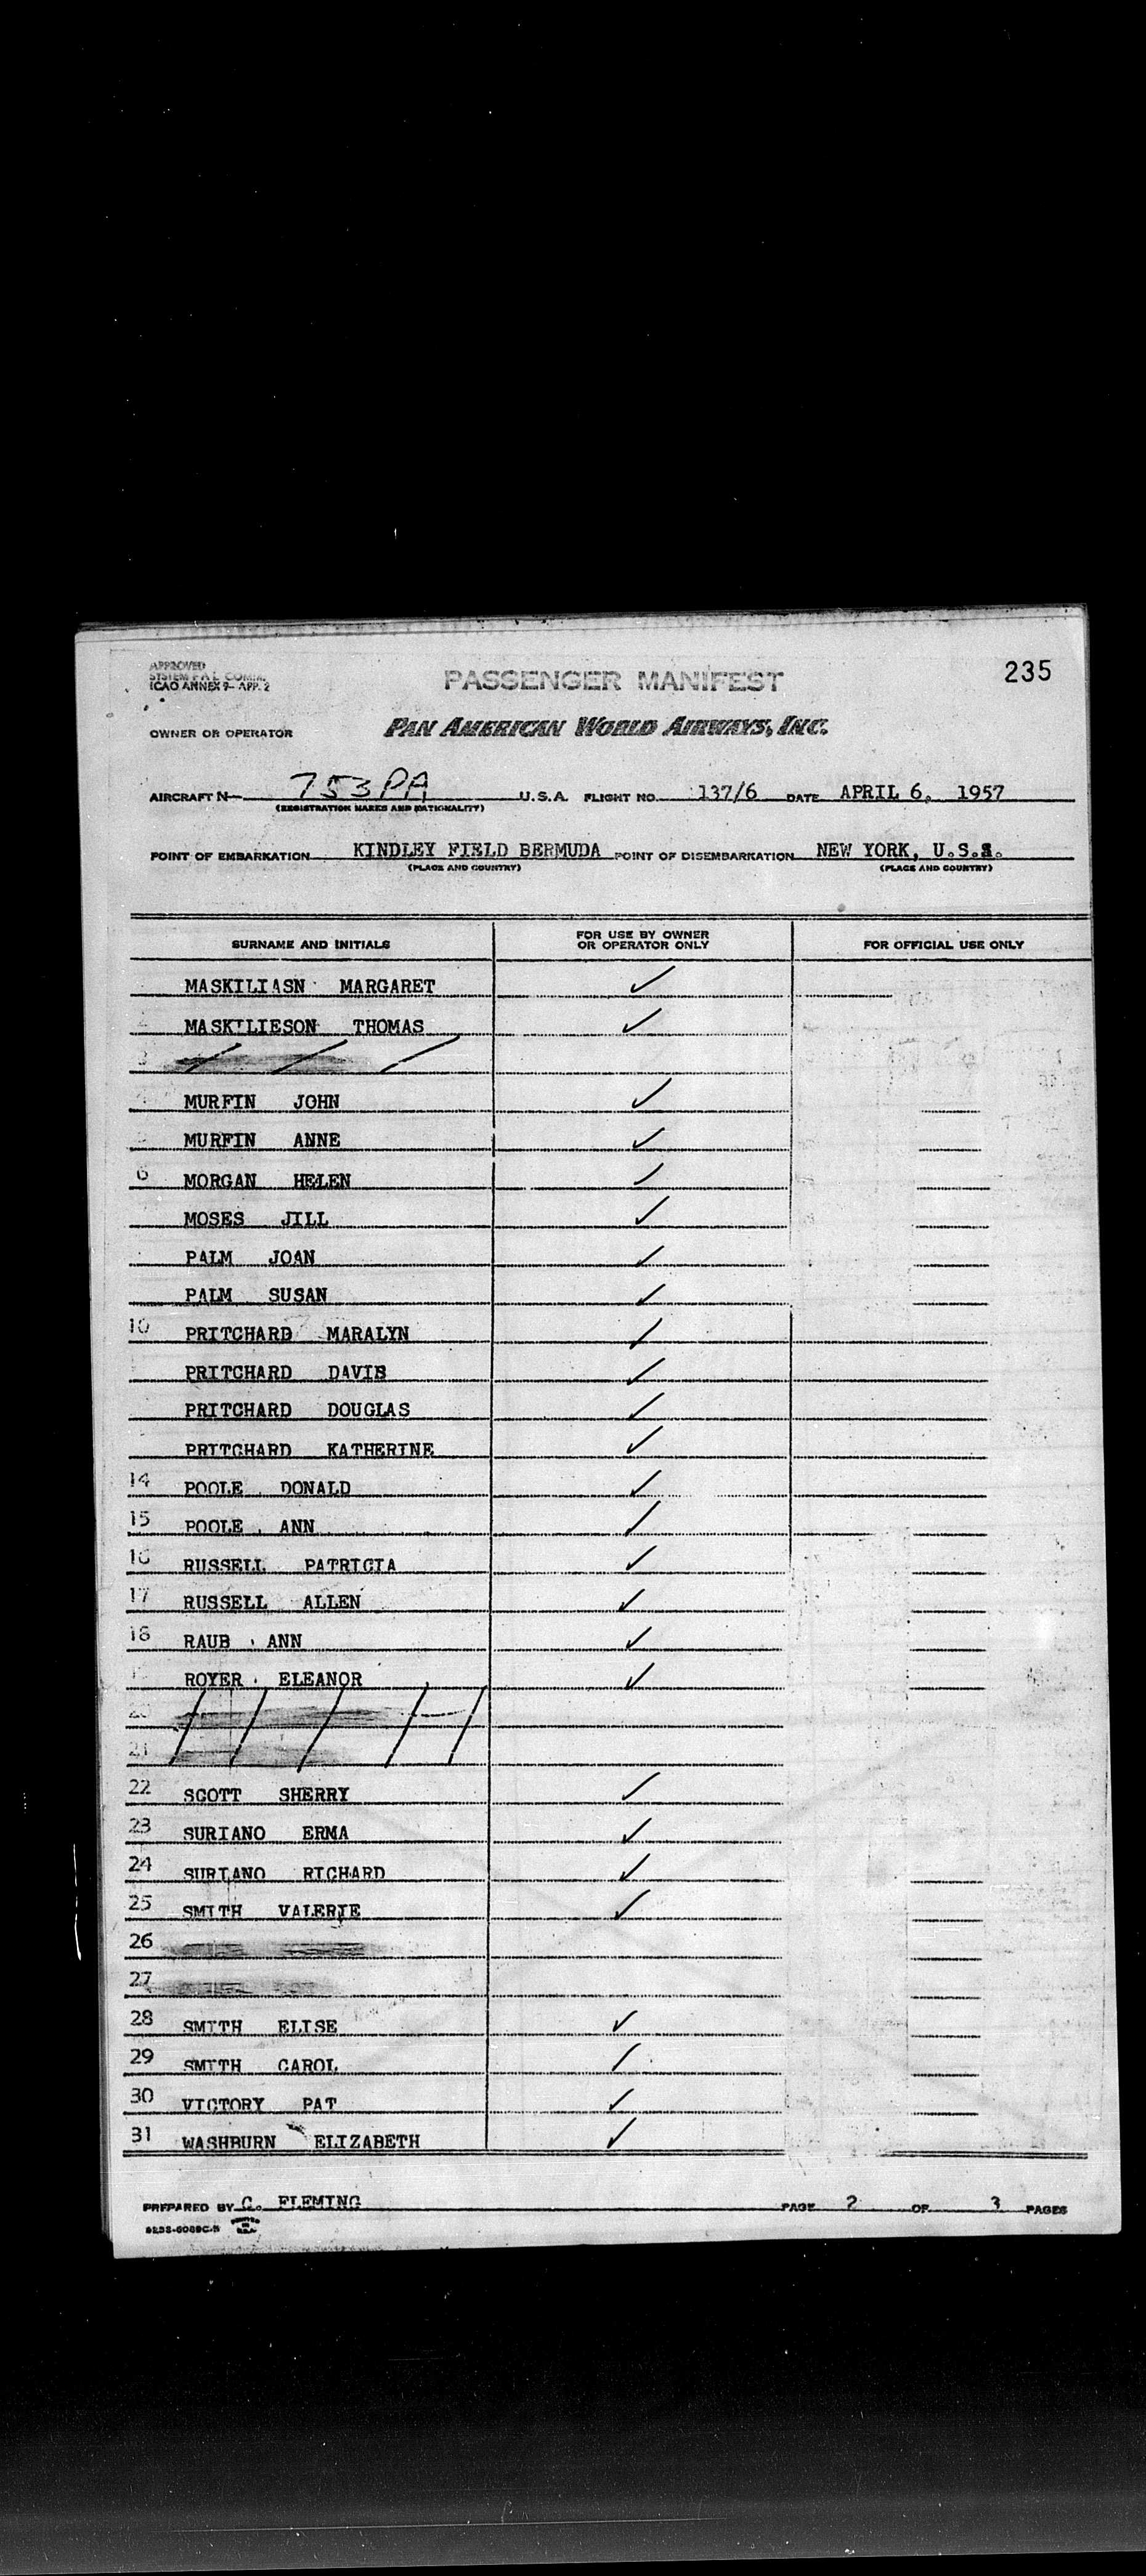 235
APPROVED
SYSTEM P A L COMM.
ICAO ANNEX 9- APP. 2
PASSENGER MANIFEST
OWNER OR OPERATOR PAN AMERICAN WORLD AIRWAYS, INC.
AIRCRAFT N- 753PA U.S.A. FLIGHT NO. 137/6 DATE APRIL 6, 1957
(REGISTRATION MARKS AND NATIONALITY)
POINT OF EMBARKATION KINDLEY FIELD BERMUDA POINT OF DISEMBARKATION NEW YORK, U.S.A.
(PLACE AND COUNTRY) (PLACE AND COUNTRY)
SURNAME AND INITIALS FOR USE BY OWNER OR OPERATOR ONLY FOR OFFICIAL USE ONLY
MASKILIASN MARGARET ✓
MASKILIESON THOMAS ✓
3
MURFIN JOHN ✓
MURFIN ANNE ✓
6 MORGAN HELEN ✓
MOSES JILL ✓
PALM JOAN ✓
PALM SUSAN ✓
10 PRITCHARD MARALYN ✓
PRITCHARD DAVID ✓
PRITCHARD DOUGLAS ✓
PRITCHARD KATHERINE ✓
14 POOLE DONALD ✓
15 POOLE ANN ✓
16 RUSSELL PATRICIA ✓
17 RUSSELL ALLEN ✓
18 RAUB ANN ✓
ROYER ELEANOR ✓
20
21
22 SCOTT SHERRY ✓
23 SURIANO ERMA ✓
24 SURIANO RICHARD ✓
25 SMITH VALERIE ✓
26
27
28 SMITH ELISE ✓
29 SMITH CAROL ✓
30 VICTORY PAT ✓
31 WASHBURN ELIZABETH ✓
PREPARED BY C. FLEMING PAGE 2 OF 3 PAGES
PRINTED IN U.S.A.